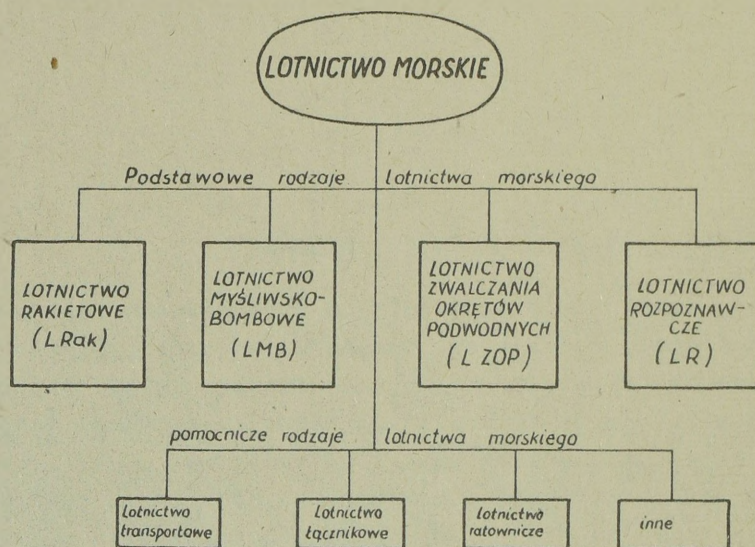 LOTNICTWO MORSKIE
Podstawowe rodzaje lotnictwa morskiego
LOTNICTWO
RAKIETOWE
(LRak)
LOTNICTWO
MYŚLIWSKO-
BOMBOWE
(LMB)
LOTNICTWO
ZWALCZANIA
OKRĘTÓW
PODWODNYCH
(L ZOP)
LOTNICTWO
ROZPOZNAW-
CZE
(LR)
pomocnicze rodzaje lotnictwa morskiego
lotnictwo
transportowe
lotnictwo
łącznikowe
lotnictwo
ratownicze
inne